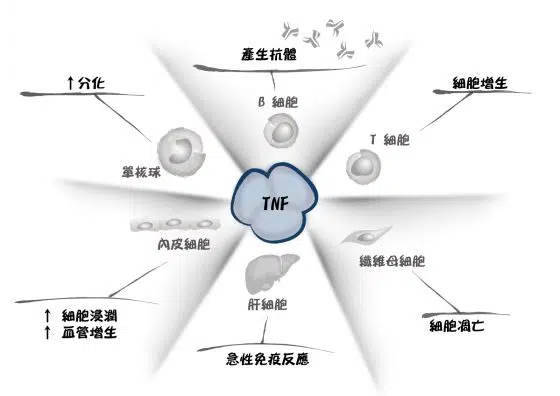 產生抗體
↑分化
細胞增生
B 細胞
T 細胞
單核球
TNF
內皮細胞
纖維母細胞
肝細胞
↑ 細胞浸潤
↑ 血管增生
細胞凋亡
急性免疫反應